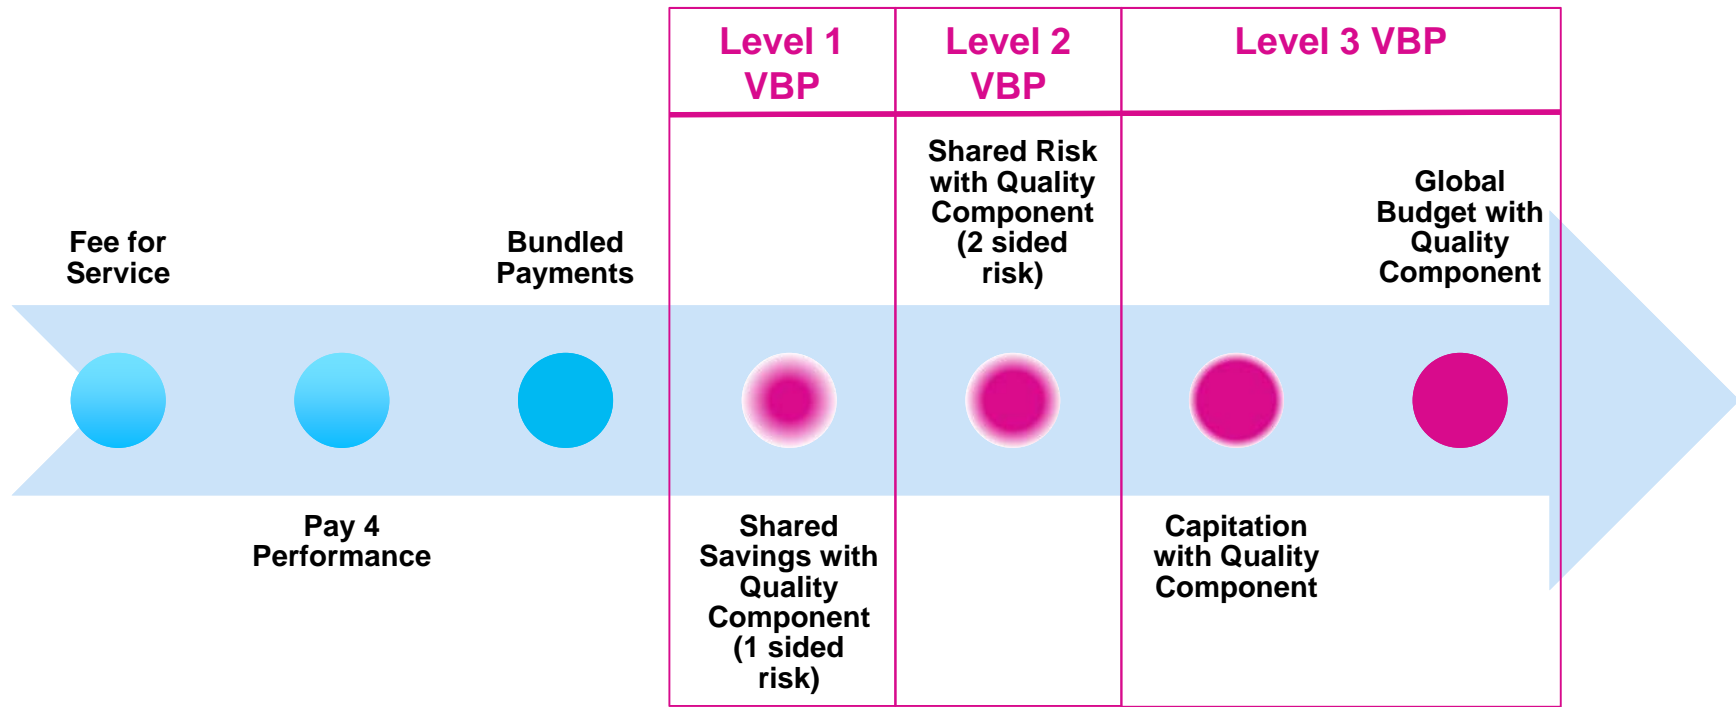 Level 1
VBP
Level 2
VBP
Level 3 VBP
Fee for
Service
Pay 4
Performance
Bundled
Payments
Shared
Savings with
Quality
Component
(1 sided
risk)
Shared Risk
with Quality
Component
(2 sided
risk)
Capitation
with Quality
Component
Global
Budget with
Quality
Component